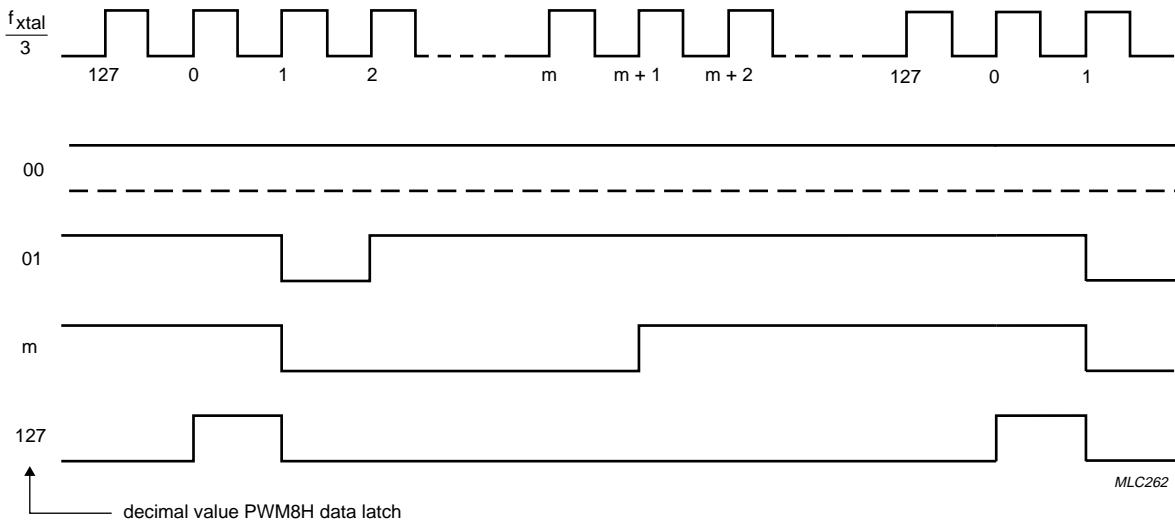 f xtal
3
127 0 1 2 m m + 1 m + 2 127 0 1
00
01
m
127
MLC262
decimal value PWM8H data latch